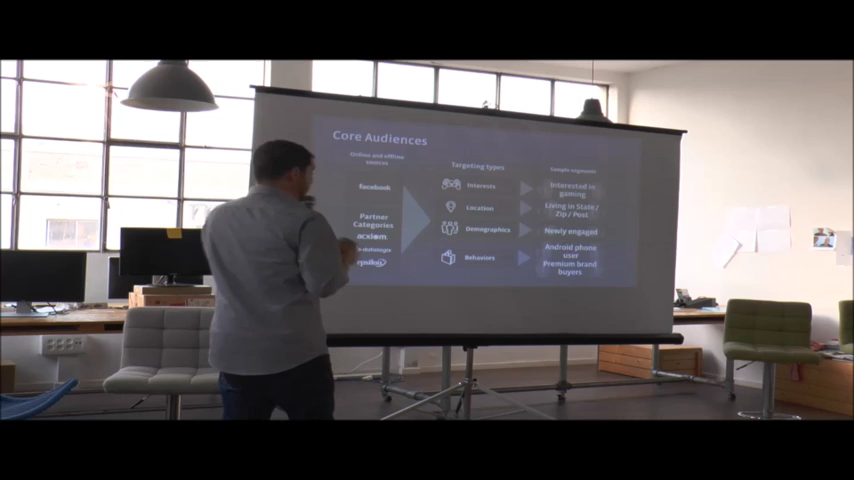 Core Audiences
Online and offline
sources
Targeting types
Sample segments
facebook
Interests
Interested in
gaming
Location
Living in State /
Zip / Post
Partner
Categories
acxiom
Demographics
Newly engaged
Behaviors
Android phone
user
Premium brand
buyers